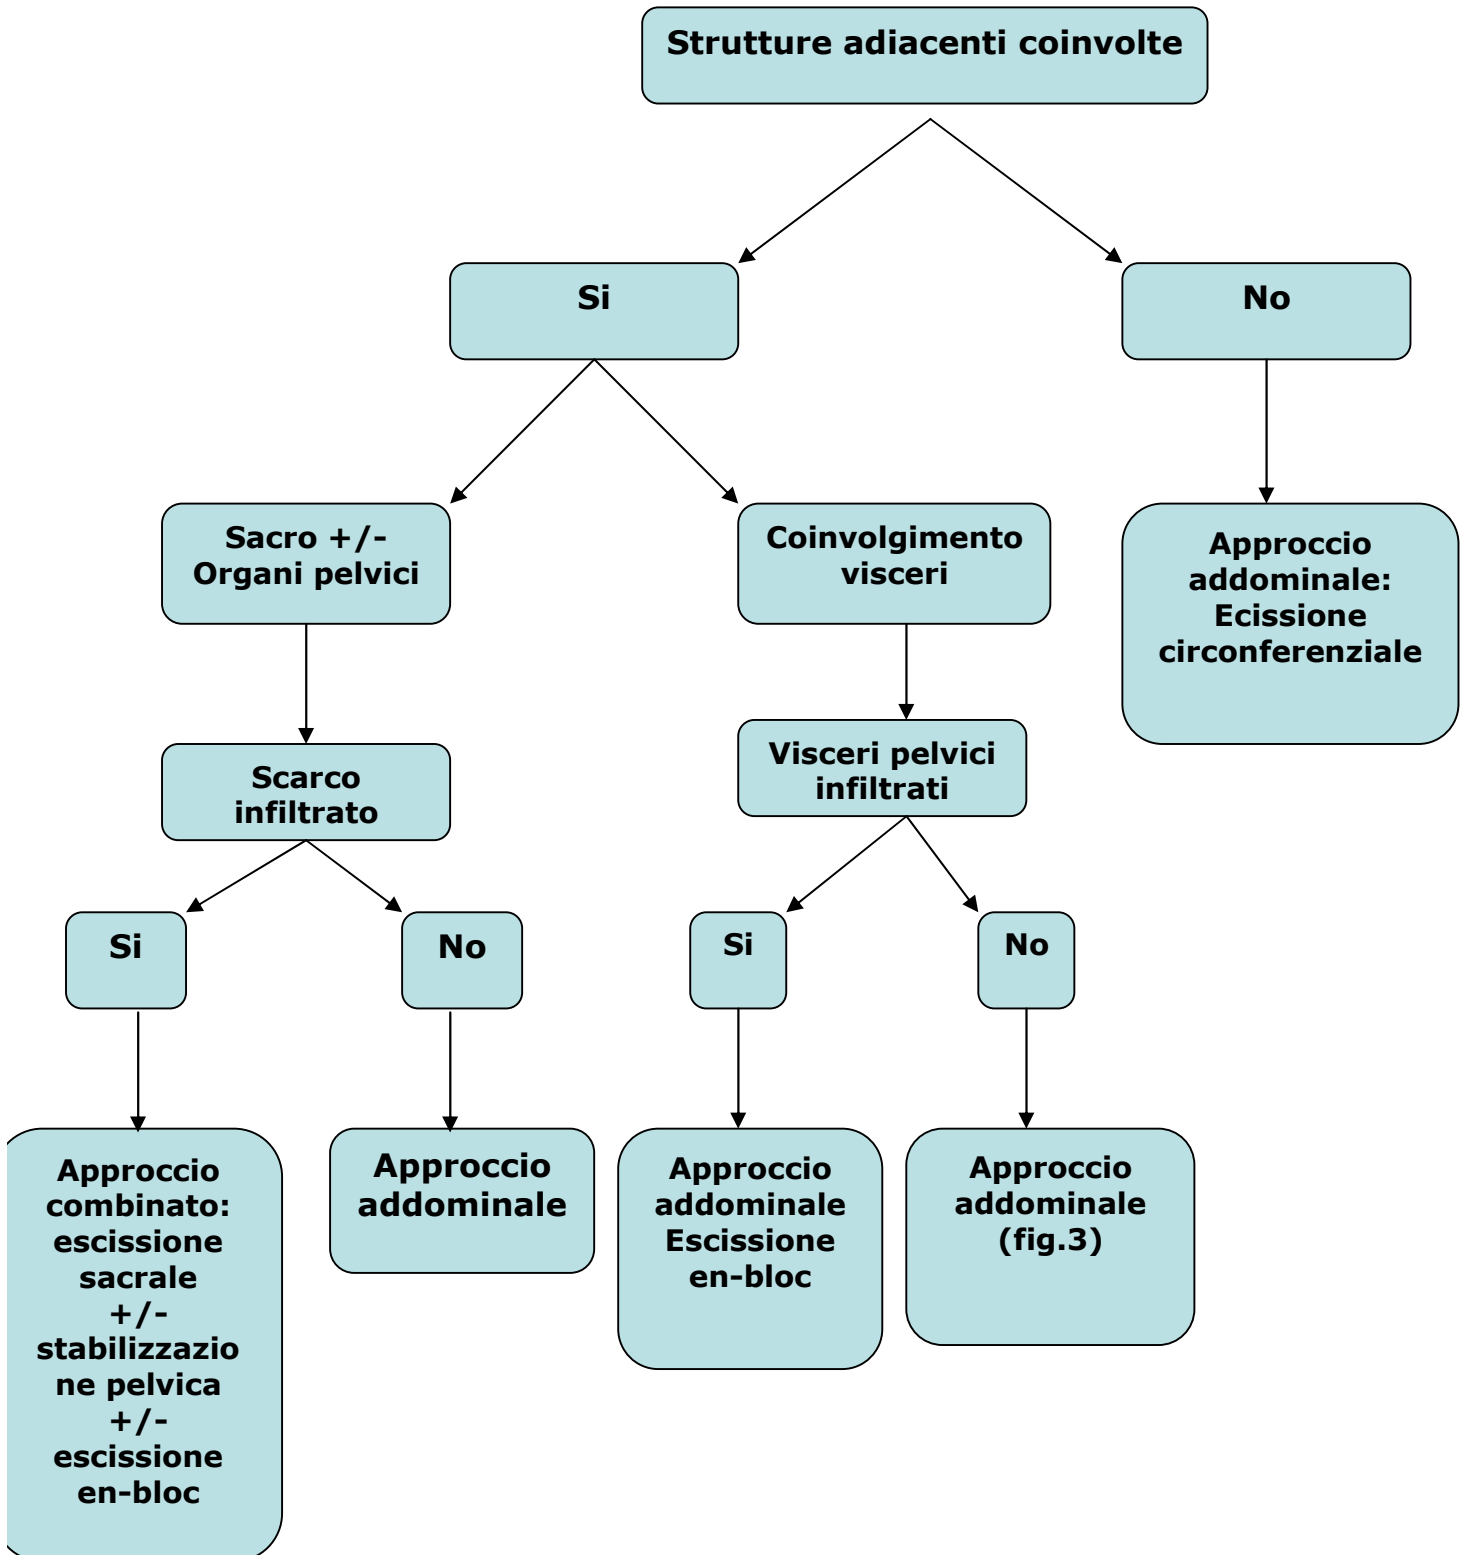 Strutture adiacenti coinvolte
Si
No
Sacro +/-
Organi pelvici
Coinvolgimento
visceri
Approccio
addominale:
Ecissione
circonferenziale
Scarco
infiltrato
Visceri pelvici
infiltrati
Si
No
Si
No
Approccio
combinato:
escissione
sacrale
+/-
stabilizzazio
ne pelvica
+/-
escissione
en-bloc
Approccio
addominale
Approccio
addominale
Escissione
en-bloc
Approccio
addominale
(fig.3)